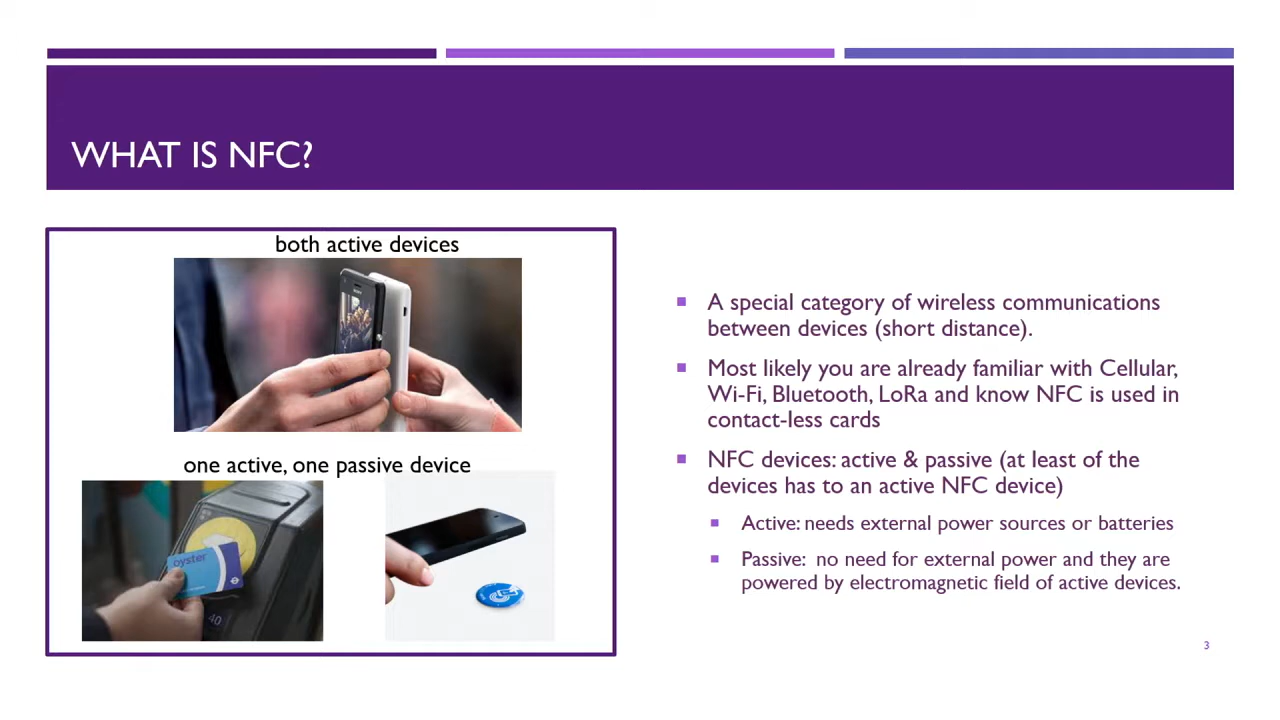 WHAT IS NFC?
both active devices
SONY
one active, one passive device
oyster
40
A special category of wireless communications
between devices (short distance).
Most likely you are already familiar with Cellular,
Wi-Fi, Bluetooth, LoRa and know NFC is used in
contact-less cards
NFC devices: active & passive (at least of the
devices has to an active NFC device)
Active: needs external power sources or batteries
Passive: no need for external power and they are
powered by electromagnetic field of active devices.
3